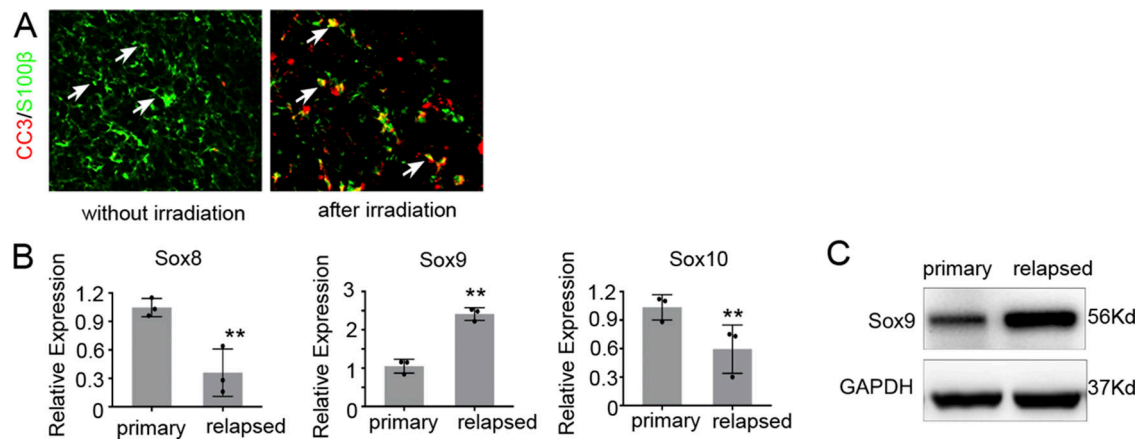 A
CC3/S100β
without irradiation
after irradiation
B
Sox8
Relative Expression
1.2
0.9
0.6
0.3
0
**
primary
relapsed
Sox9
Relative Expression
3
2
1
0
**
primary
relapsed
Sox10
Relative Expression
1.2
0.9
0.6
0.3
0
**
primary
relapsed
C
primary
relapsed
Sox9
56Kd
GAPDH
37Kd